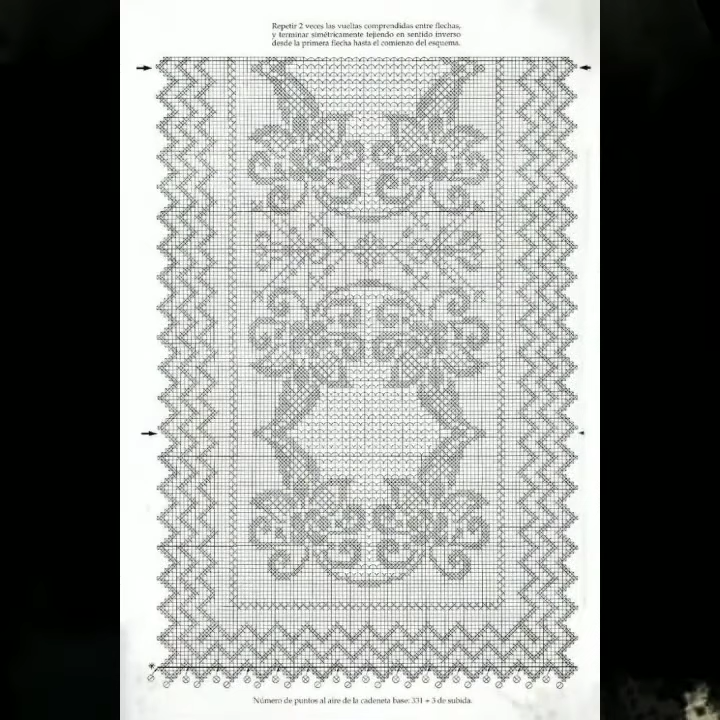 Repetir 2 veces las vueltas comprendidas entre flechas,
y terminar simétricamente tejiendo en sentido inverso
desde la primera flecha hasta el comienzo del esquema.
Número de puntos al aire de la cadeneta base: 331 + 3 de subida.